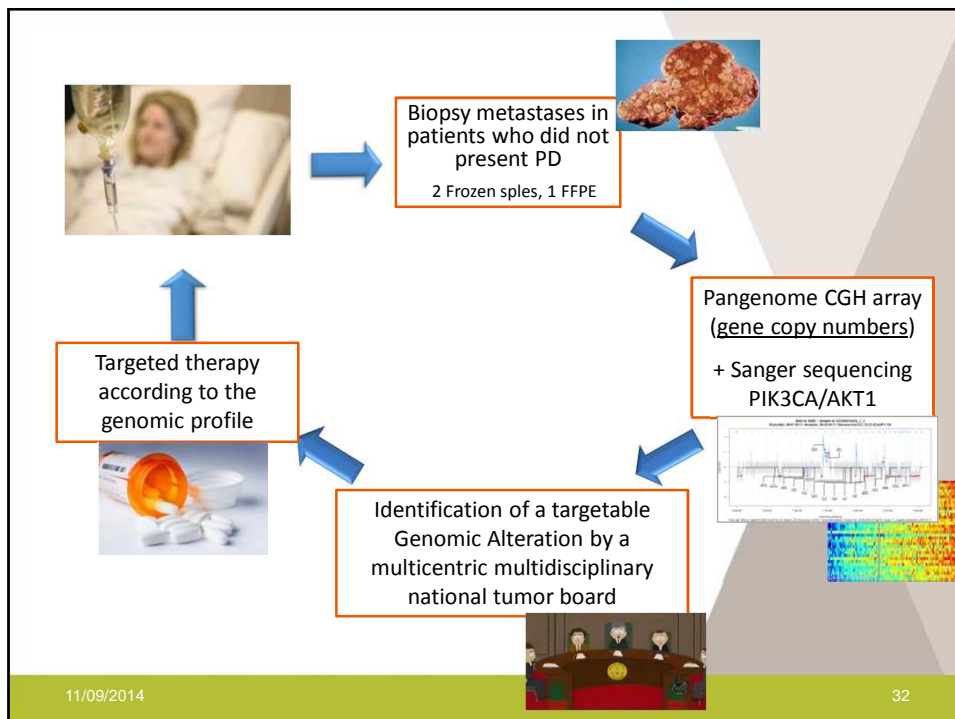 Biopsy metastases in
patients who did not
present PD
2 Frozen sples, 1 FFPE
Pangenome CGH array
(gene copy numbers)
+ Sanger sequencing
PIK3CA/AKT1
Identification of a targetable
Genomic Alteration by a
multicentric multidisciplinary
national tumor board
Targeted therapy
according to the
genomic profile
11/09/2014
32